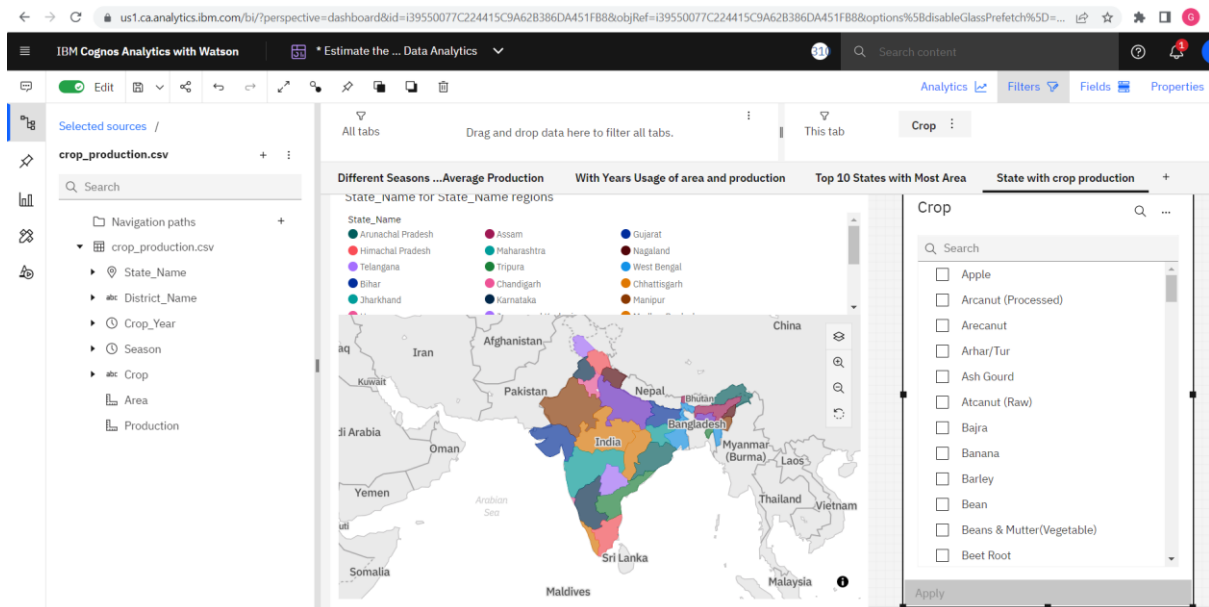 us1.ca.analytics.ibm.com/bi/?perspective=dashboard&id=i39550077C224415C9A62B386DA451FB8&objRef=i39550077C224415C9A62B386DA451FB8&options%5BdisableGlassPrefetch%5D=...
G
IBM Cognos Analytics with Watson
* Estimate the ... Data Analytics
310
Search content
1
Edit
Analytics
Filters
Fields
Properties
Selected sources /
crop_production.csv
Search
Navigation paths
crop_production.csv
State_Name
abc District_Name
Crop_Year
Season
abc Crop
Area
Production
All tabs
Drag and drop data here to filter all tabs.
This tab
Crop
Different Seasons ...Average Production
With Years Usage of area and production
Top 10 States with Most Area
State with crop production
State_Name for State_Name regions
State_Name
Arunachal Pradesh
Assam
Gujarat
Himachal Pradesh
Maharashtra
Nagaland
Telangana
Tripura
West Bengal
Bihar
Chandigarh
Chhattisgarh
Jharkhand
Karnataka
Manipur
China
Afghanistan
aq
Iran
Kuwait
Pakistan
Nepal
Bhutan
Bangladesh
di Arabia
India
Oman
Myanmar
(Burma)
Laos
Yemen
Arabian
Sea
Thailand
Vietnam
uti
Sri Lanka
Somalia
Malaysia
Maldives
Crop
Search
Apple
Arcanut (Processed)
Arecanut
Arhar/Tur
Ash Gourd
Atcanut (Raw)
Bajra
Banana
Barley
Bean
Beans & Mutter(Vegetable)
Beet Root
Apply